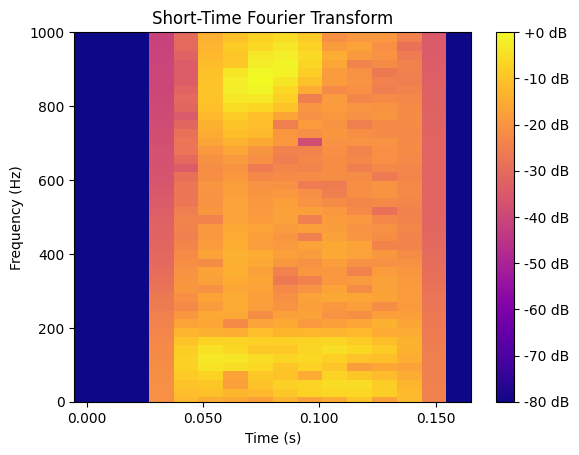 Short-Time Fourier Transform
1000
800
600
400
200
0
Frequency (Hz)
0.000
0.050
0.100
0.150
Time (s)
+0 dB
-10 dB
-20 dB
-30 dB
-40 dB
-50 dB
-60 dB
-70 dB
-80 dB